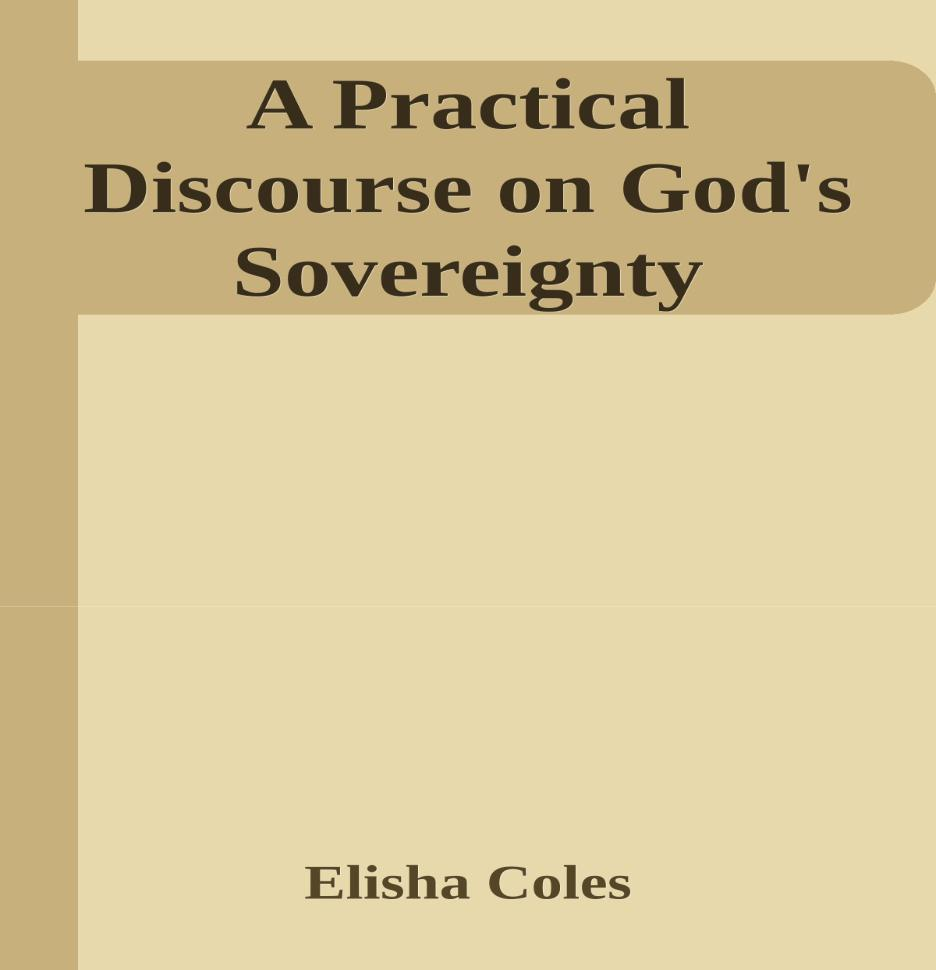 A Practical
Discourse on God's
Sovereignty
Elisha Coles